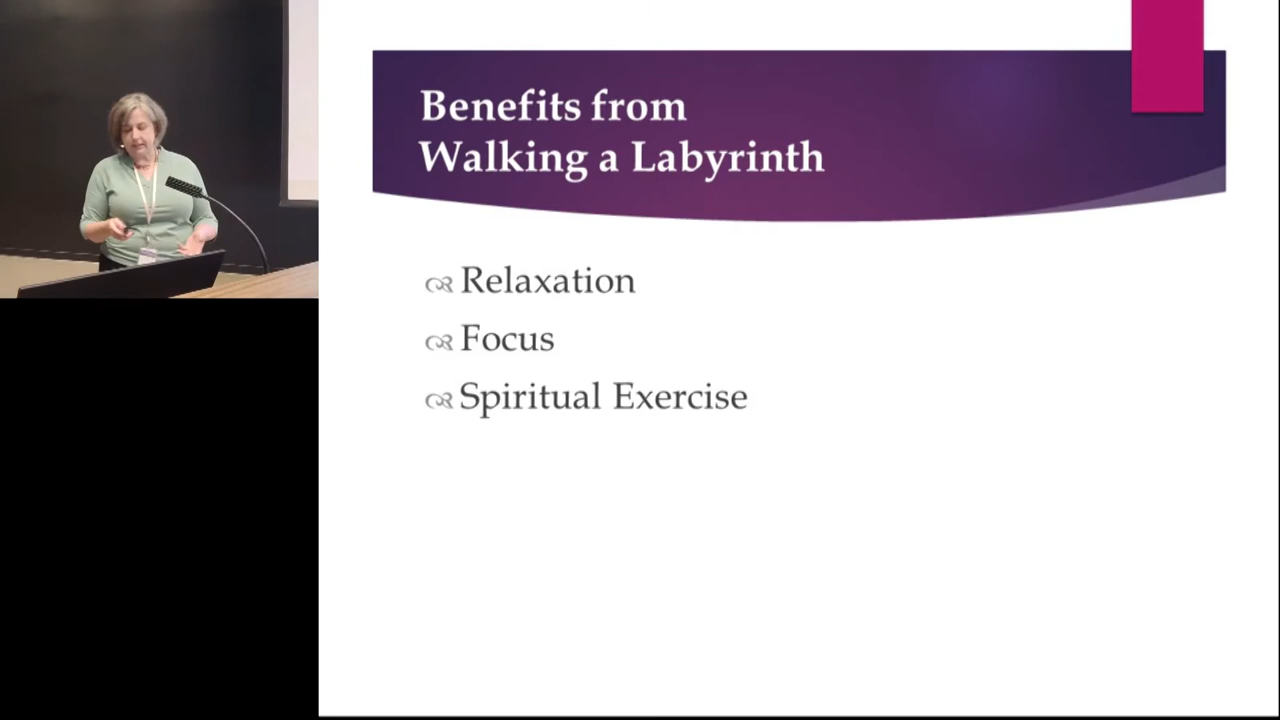 Benefits from
Walking a Labyrinth
Relaxation
Focus
Spiritual Exercise